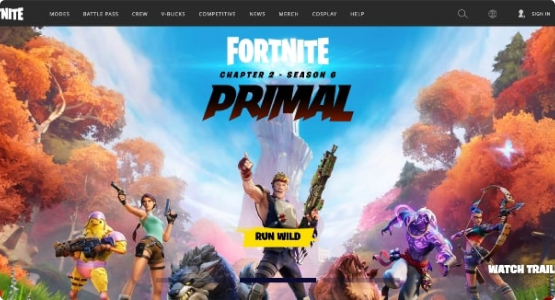 NITE MODES BATTLE PASS CREW V-BUCKS COMPETITIVE NEWS MERCH COSPLAY HELP SIGN IN
FORTNITE
CHAPTER 2 - SEASON 6
PRIMAL
RUN WILD
WATCH TRAIL